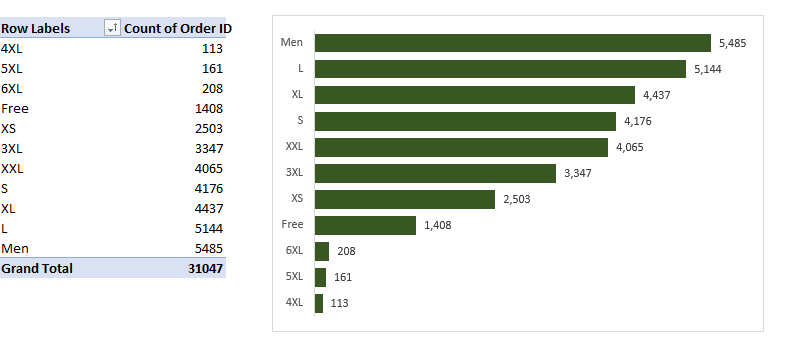 Row Labels Count of Order ID
4XL 113
5XL 161
6XL 208
Free 1408
XS 2503
3XL 3347
XXL 4065
S 4176
XL 4437
L 5144
Men 5485
Grand Total 31047
Men 5,485
L 5,144
XL 4,437
S 4,176
XXL 4,065
3XL 3,347
XS 2,503
Free 1,408
6XL 208
5XL 161
4XL 113